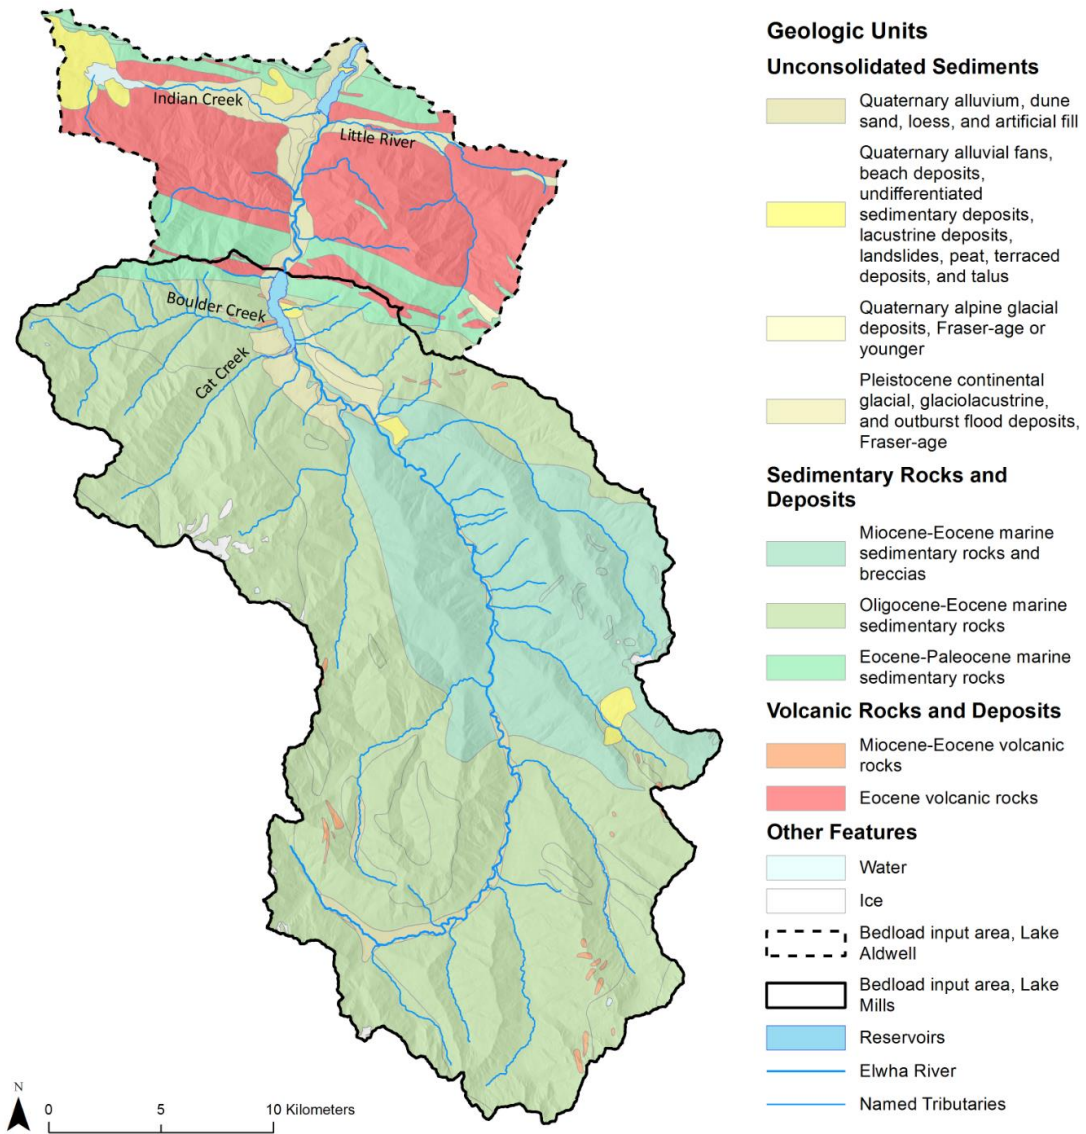 Indian Creek
Little River
Boulder Creek
Cat Creek
N
0 5 10 Kilometers
Geologic Units
Unconsolidated Sediments
Quaternary alluvium, dune
sand, loess, and artificial fill
Quaternary alluvial fans,
beach deposits,
undifferentiated
sedimentary deposits,
lacustrine deposits,
landslides, peat, terraced
deposits, and talus
Quaternary alpine glacial
deposits, Fraser-age or
younger
Pleistocene continental
glacial, glaciolacustrine,
and outburst flood deposits,
Fraser-age
Sedimentary Rocks and
Deposits
Miocene-Eocene marine
sedimentary rocks and
breccias
Oligocene-Eocene marine
sedimentary rocks
Eocene-Paleocene marine
sedimentary rocks
Volcanic Rocks and Deposits
Miocene-Eocene volcanic
rocks
Eocene volcanic rocks
Other Features
Water
Ice
Bedload input area, Lake
Aldwell
Bedload input area, Lake
Mills
Reservoirs
Elwha River
Named Tributaries